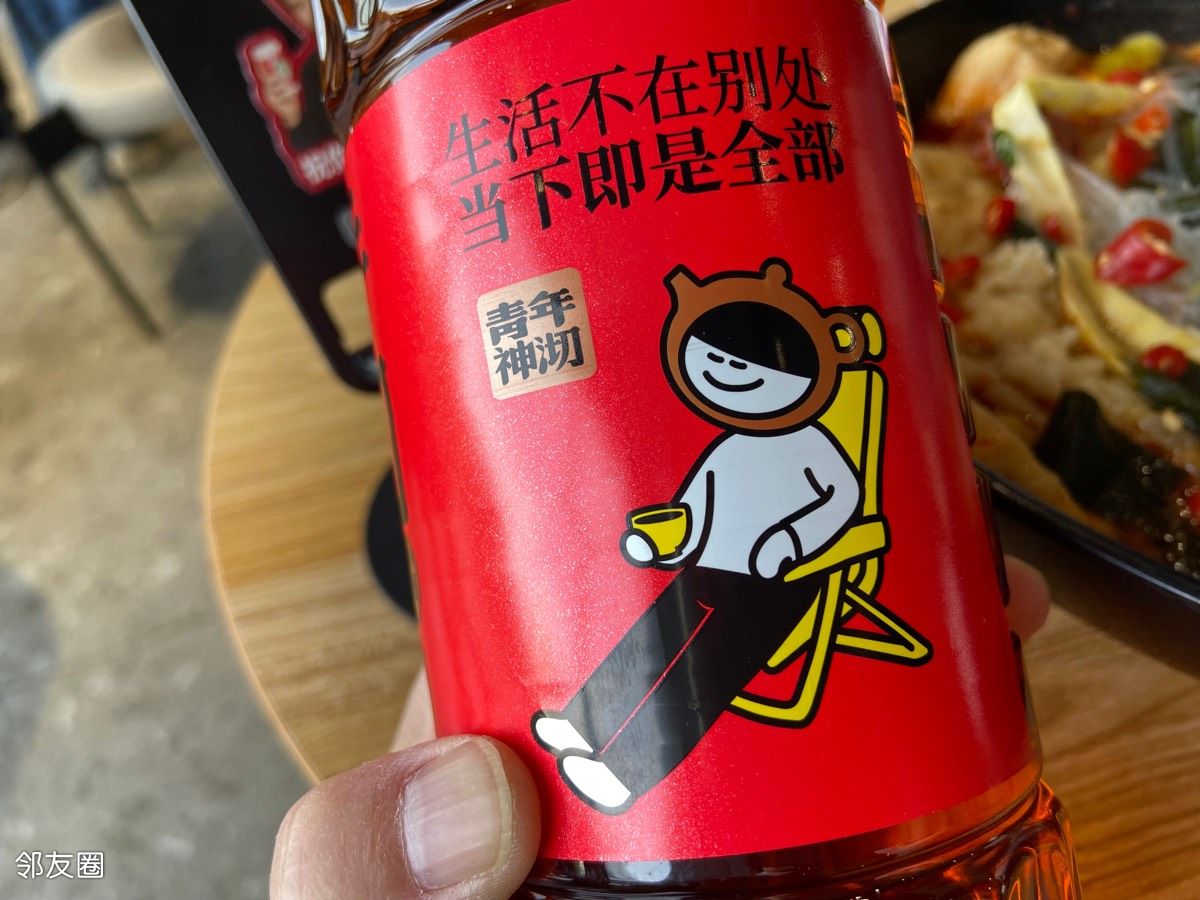 生活不在别处
当下即是全部
青年
神沏
邻友圈